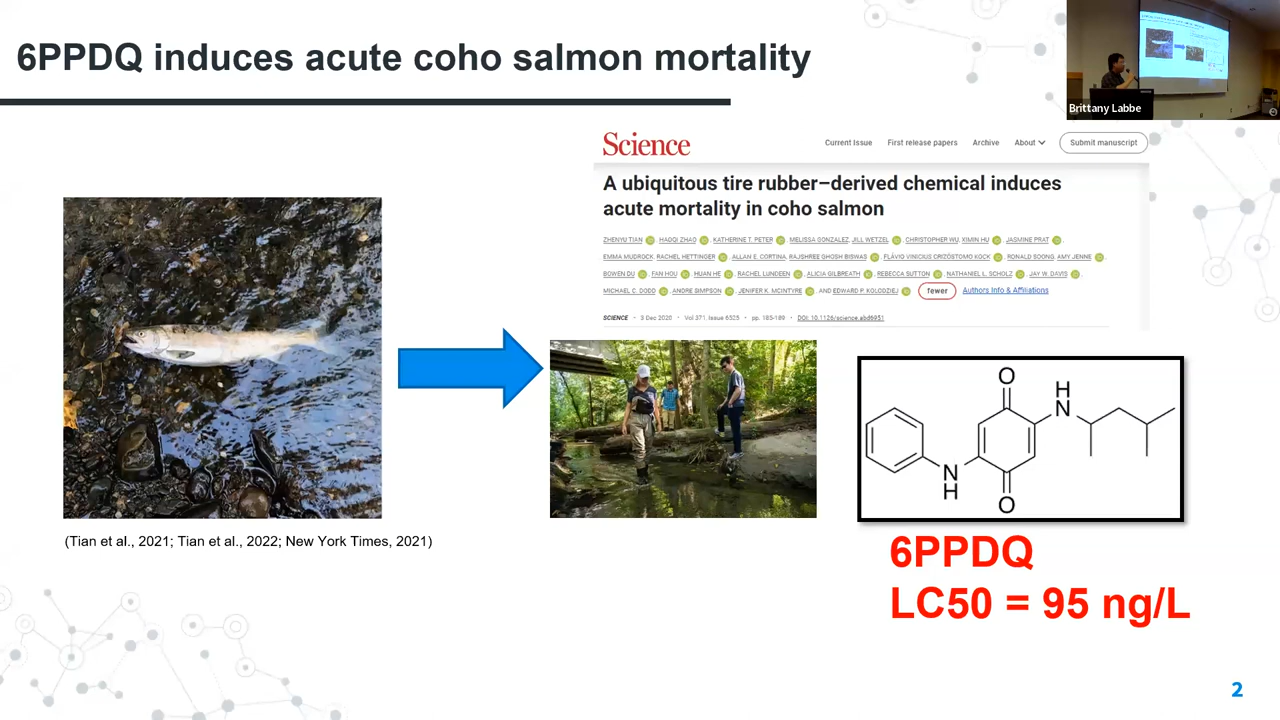 6PPDQ induces acute coho salmon mortality
Brittany Labbe
Science
Current Issue First release papers Archive About Submit manuscript
A ubiquitous tire rubber–derived chemical induces
acute mortality in coho salmon
ZHENYU TIAN, HAOQI ZHAO, KATHERINE T. PETER, MELISSA GONZALEZ, JILL WETZEL, CHRISTOPHER WU, XIMIN HU, JASMINE PRAT,
EMMA MUDROCK, RACHEL HETTINGER, ALLAN E. CORTINA, RAJSHREE GHOSH BISWAS, FLÁVIO VINICIUS CRIZÓSTOMO KOCK, RONALD SOONG, AMY JENNE,
BOWEN DU, FAN HOU, HUAN HE, RACHEL LUNDEEN, ALICIA GILBREATH, REBECCA SUTTON, NATHANIEL L. SCHOLZ, JAY W. DAVIS,
MICHAEL C. DODD, ANDRE SIMPSON, JENIFER K. MCINTYRE, AND EDWARD P. KOLODZIEJ fewer Authors Info & Affiliations
SCIENCE • 3 Dec 2020 • Vol 371, Issue 6525 • pp. 185-189 • DOI: 10.1126/science.abd6951
O
H
N
N
H
O
(Tian et al., 2021; Tian et al., 2022; New York Times, 2021)
6PPDQ
LC50 = 95 ng/L
2